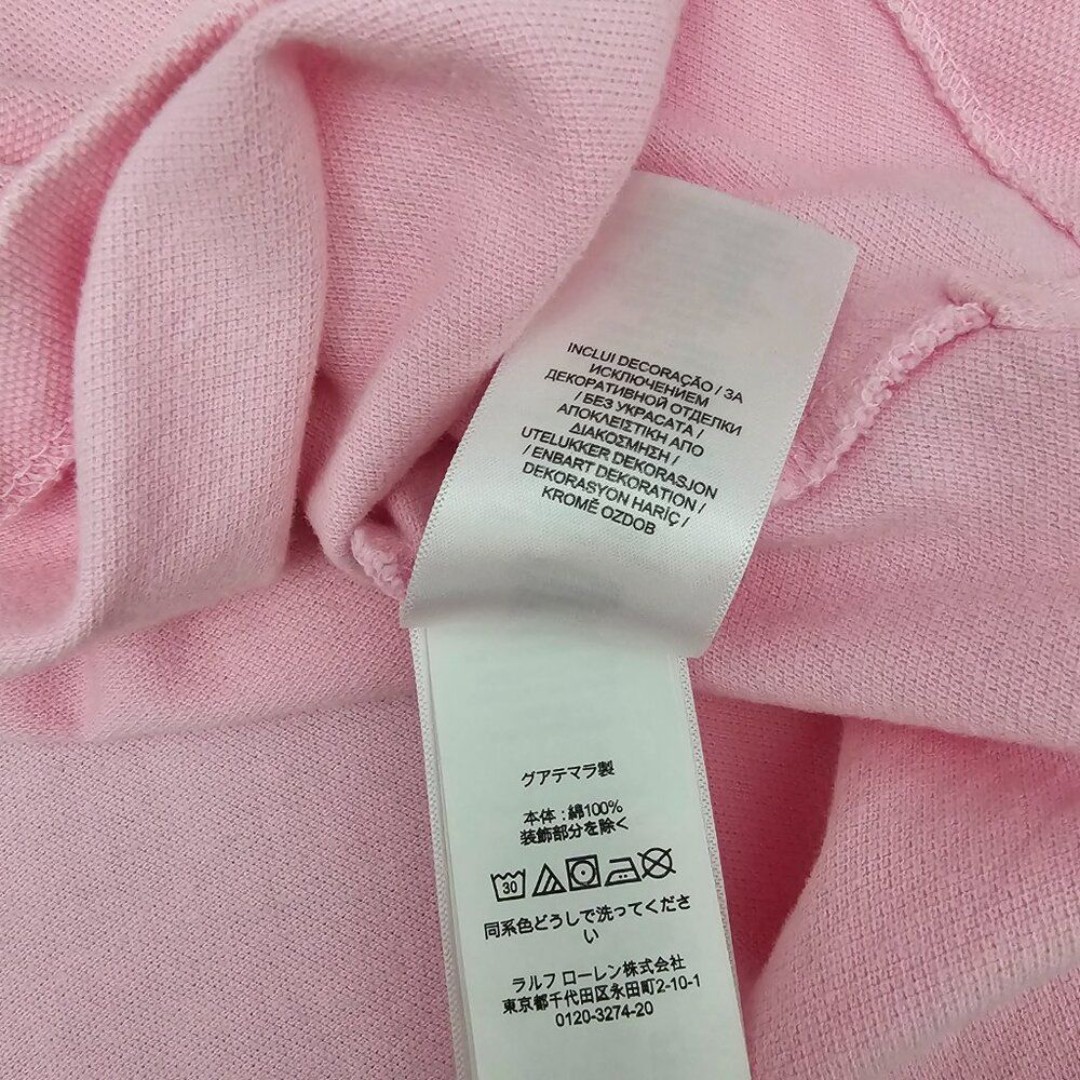 INCLUI DECORAÇÃO / ЗА
ИСКЛЮЧЕНИЕМ
ДЕКОРАТИВНОЙ ОТДЕЛКИ
/ БЕЗ УКРАСАТА /
ΑΠΟΚΛΕΙΣΤΙΚΗ ΑΠΟ
ΔΙΑΚΟΣΜΗΣΗ /
UTELUKKER DEKORASJON
/ ENBART DEKORATION /
DEKORASYON HARİÇ /
KROMĚ OZDOB
グアテマラ製
本体 : 綿100%
装飾部分を除く
30
同系色どうしで洗ってくださ
い
ラルフ ローレン株式会社
東京都千代田区永田町2-10-1
0120-3274-20